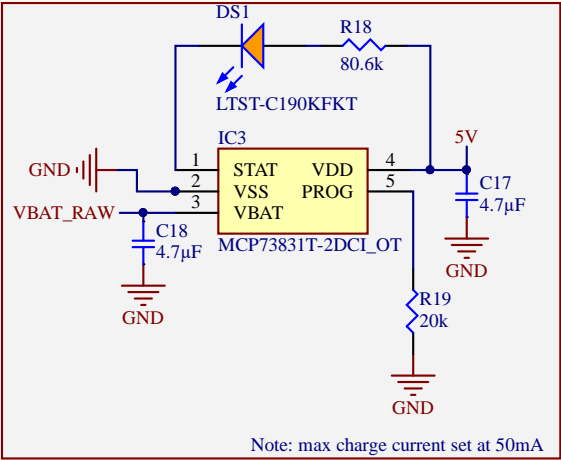 DS1
R18
80.6k
LTST-C190KFKT
IC3
5V
1
STAT
VDD
4
GND
2
VSS
PROG
5
C17
4.7µF
VBAT_RAW
3
VBAT
C18
4.7µF
MCP73831T-2DCI_OT
GND
GND
R19
20k
GND
Note: max charge current set at 50mA